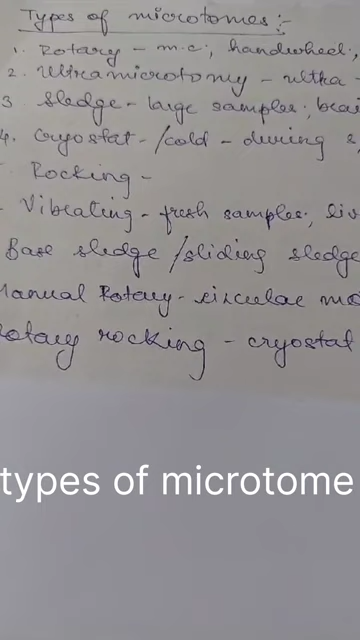 Types of microtomes :-
1. Rotary - m.c ; handwheel ;
2. Ultramicrotomy - ultra
3 Sledge - large samples ; brai
4. Cryostat - /cold - during s
Rocking -
Vibrating - fresh samples ; liv
Base sledge /sliding sledge
Manual Rotary - circular mo
Rotary rocking - cryostat
types of microtome